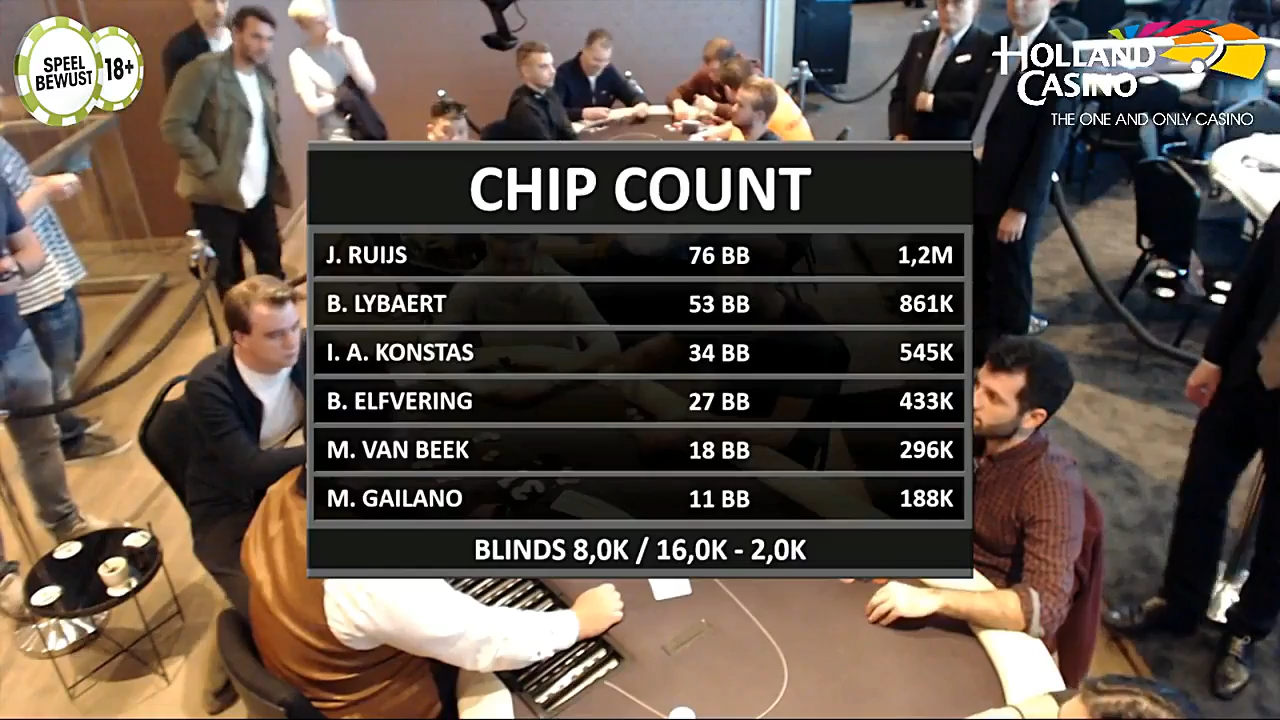 SPEEL
BEWUST
18+
HOLLAND
CASINO
THE ONE AND ONLY CASINO
CHIP COUNT
J. RUIJS 76 BB 1,2M
B. LYBAERT 53 BB 861K
I. A. KONSTAS 34 BB 545K
B. ELFVERING 27 BB 433K
M. VAN BEEK 18 BB 296K
M. GAILANO 11 BB 188K
BLINDS 8,0K / 16,0K - 2,0K